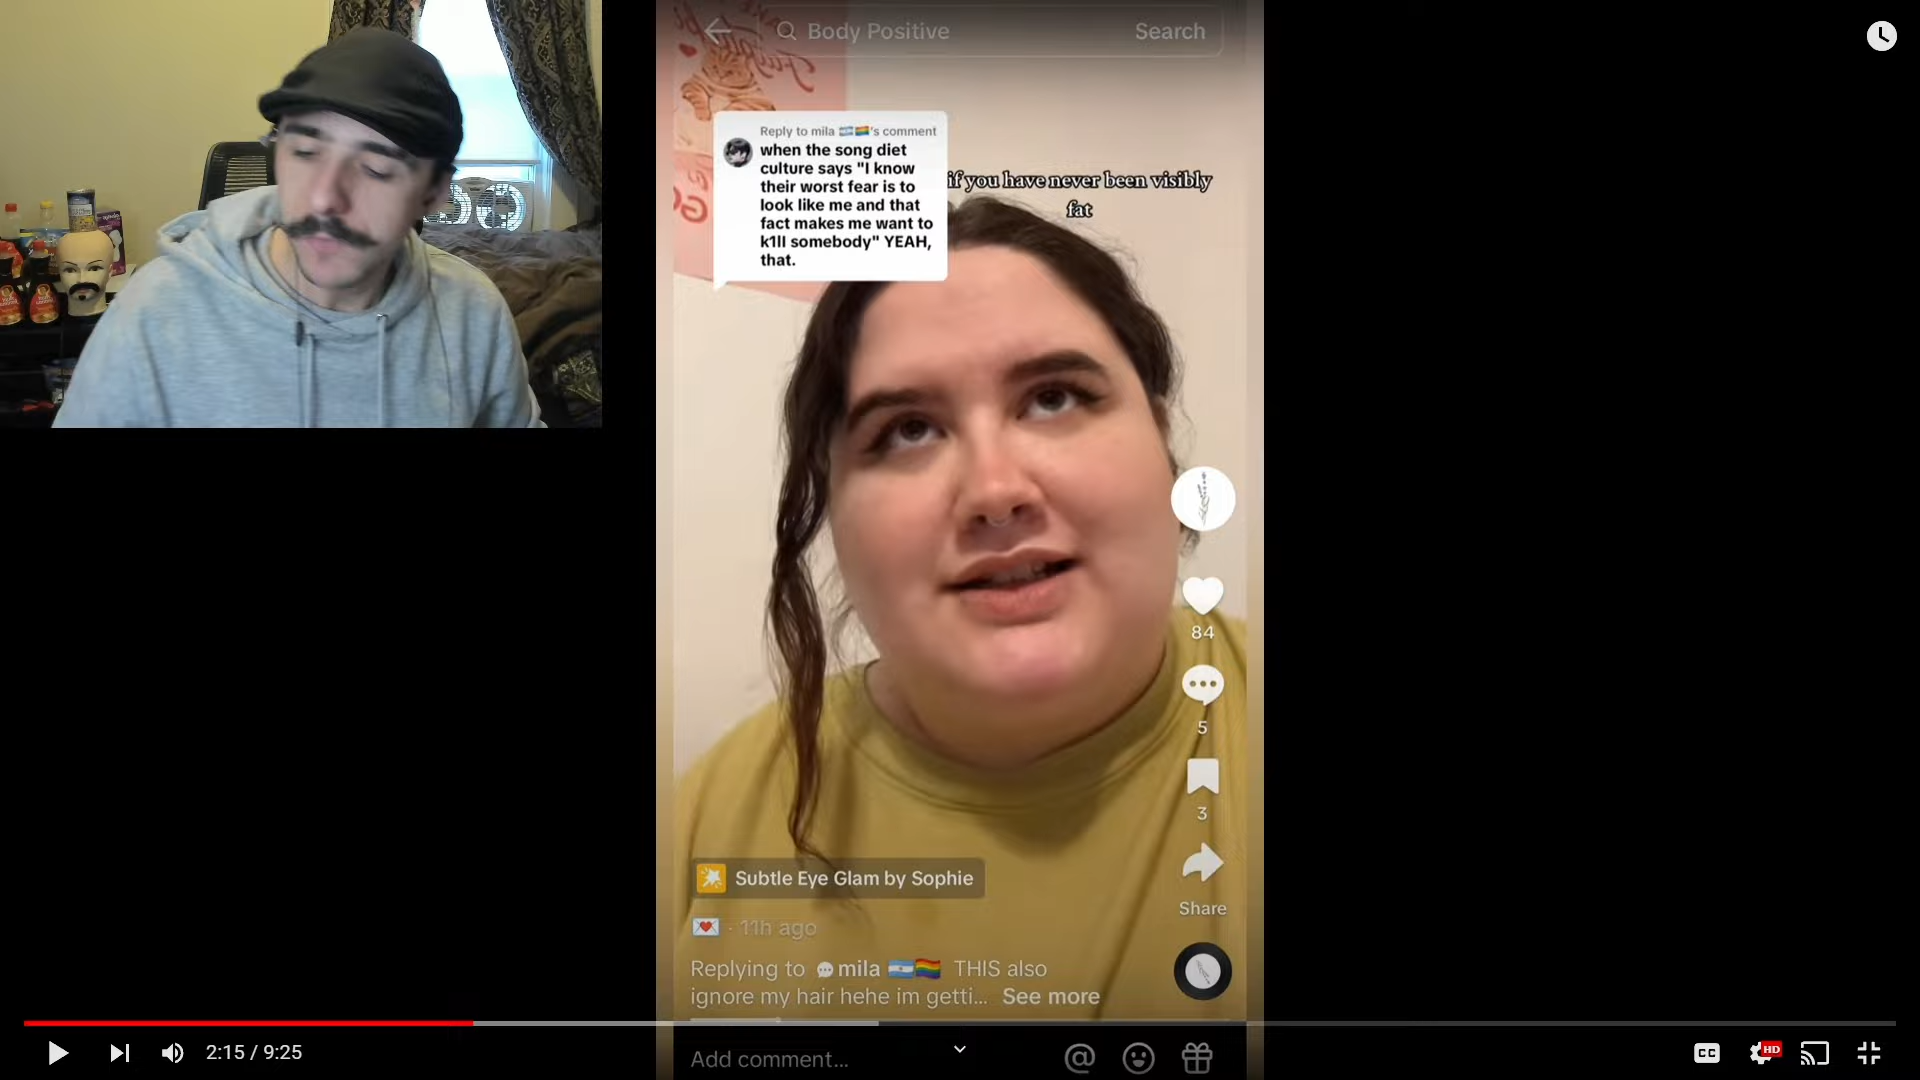 Body Positive
Search
Reply to mila 's comment
when the song diet
culture says "I know
their worst fear is to
look like me and that
fact makes me want to
k1ll somebody" YEAH,
that.
if you have never been visibly
fat
84
5
3
Subtle Eye Glam by Sophie
Share
· 11h ago
Replying to mila THIS also
ignore my hair hehe im getti... See more
2:15 / 9:25
Add comment...
CC
HD